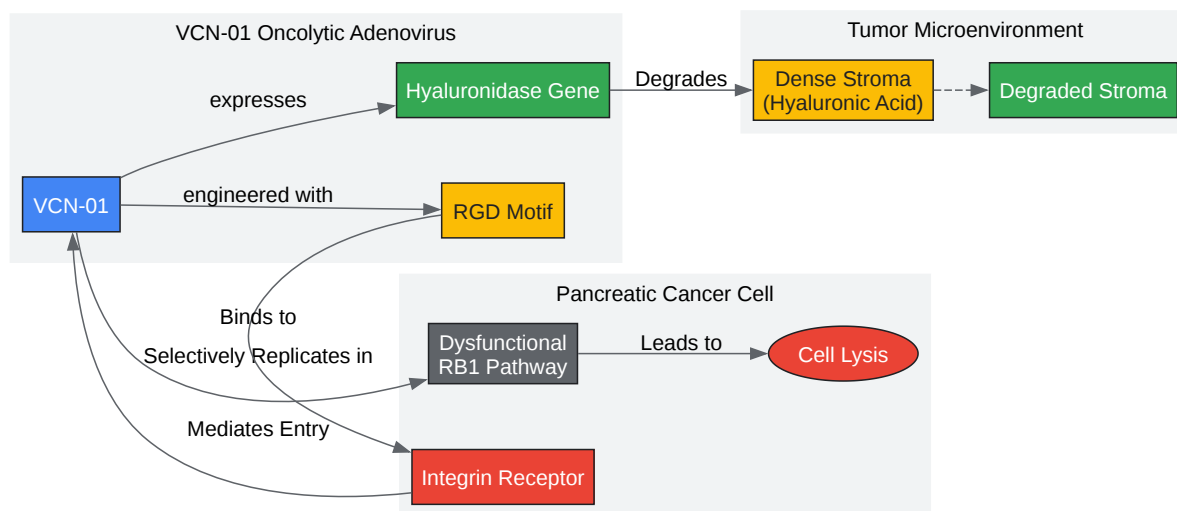 VCN-01 Oncolytic Adenovirus
Tumor Microenvironment
expresses
Hyaluronidase Gene
Degrades
Dense Stroma
(Hyaluronic Acid)
Degraded Stroma
VCN-01
engineered with
RGD Motif
Pancreatic Cancer Cell
Binds to
Selectively Replicates in
Dysfunctional
RB1 Pathway
Leads to
Cell Lysis
Mediates Entry
Integrin Receptor